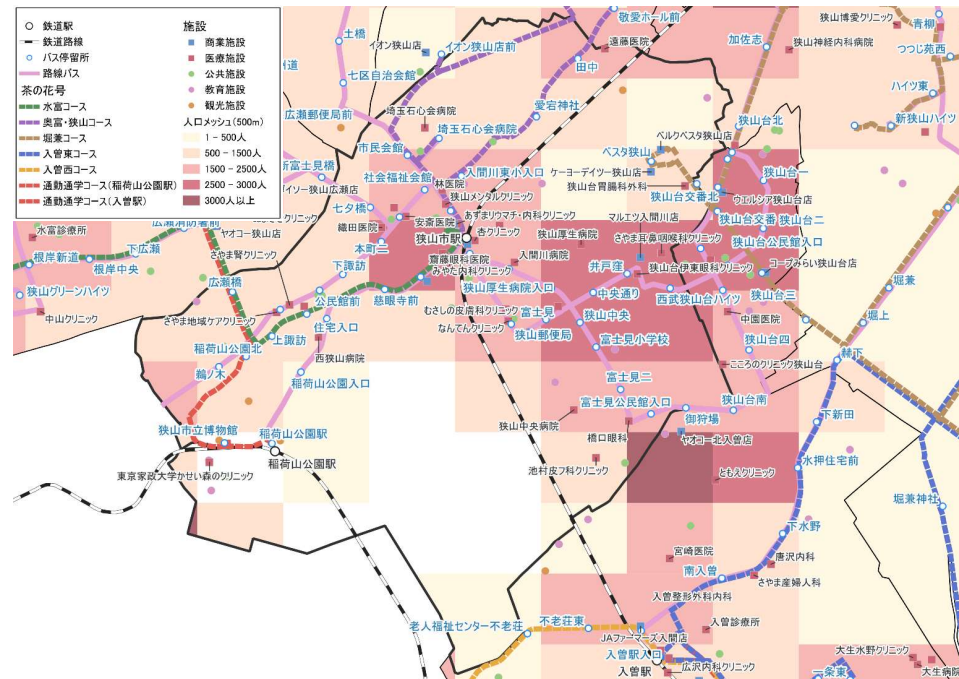 鉄道駅
鉄道路線
バス停留所
路線バス
茶の花号
水富コース
奥富・狭山コース
堀兼コース
入曽東コース
入曽西コース
通勤通学コース(稲荷山公園駅)
通勤通学コース(入曽駅)
施設
商業施設
医療施設
公共施設
教育施設
観光施設
人口メッシュ(500m)
1 - 500人
500 - 1500人
1500 - 2500人
2500 - 3000人
3000人以上
敬愛ホール前
土橋
イオン狭山店
イオン狭山店前
遠藤医院
加佐志
狭山博愛クリニック
青柳
狭山神経内科病院
つつじ苑西
七区自治会館
田中
ハイツ東
広瀬郵便局前
愛宕神社
埼玉石心会病院
埼玉石心会病院
狭山台北
新狭山ハイツ
ベルクベスタ狭山店
市民会館
ベスタ狭山
新富士見橋
入間川東小入口
ケーヨーデイツー狭山店
狭山台一
社会福祉会館
林医院
狭山台胃腸科外科
ダイソー狭山広瀬店
狭山メンタルクリニック
狭山台交番北
ウエルシア狭山台店
七夕橋
安斎医院
あずまリウマチ・内科クリニック
マルエツ入間川店
狭山台交番
狭山台二
水富診療所
ヤオコー狭山店
織田医院
狭山市駅
杏クリニック
狭山厚生病院
さやま耳鼻咽喉科クリニック
狭山台公民館入口
下広瀬
さやま腎クリニック
本町二
齋藤眼科医院
根岸新道
根岸中央
下諏訪
みやた内科クリニック
入間川病院
井戸窪
狭山台伊東眼科クリニック
コープみらい狭山台店
広瀬橋
狭山グリーンハイツ
公民館前
慈眼寺前
狭山厚生病院入口
中央通り
西武狭山台ハイツ
狭山台三
堀兼
さやま地域ケアクリニック
むさしの皮膚科クリニック
富士見
中山クリニック
住宅入口
なんてんクリニック
狭山郵便局
狭山中央
中園医院
堀上
上諏訪
稲荷山公園北
西狭山病院
富士見小学校
狭山台四
鵜ノ木
稲荷山公園入口
こころのクリニック狭山台
赫下
富士見二
富士見公民館入口
狭山台南
御狩場
下新田
狭山中央病院
狭山市立博物館
稲荷山公園駅
橋口眼科
ヤオコー北入曽店
稲荷山公園駅
水押住宅前
池村皮フ科クリニック
ともえクリニック
東京家政大学かせい森のクリニック
堀兼神社
下水野
宮崎医院
唐沢内科
南入曽
さやま産婦人科
入曽整形外科内科
老人福祉センター不老荘
不老荘東
入曽診療所
JAファーマーズ入間店
入曽駅入口
大生水野クリニック
入曽駅
広沢内科クリニック
一条東
大生病院